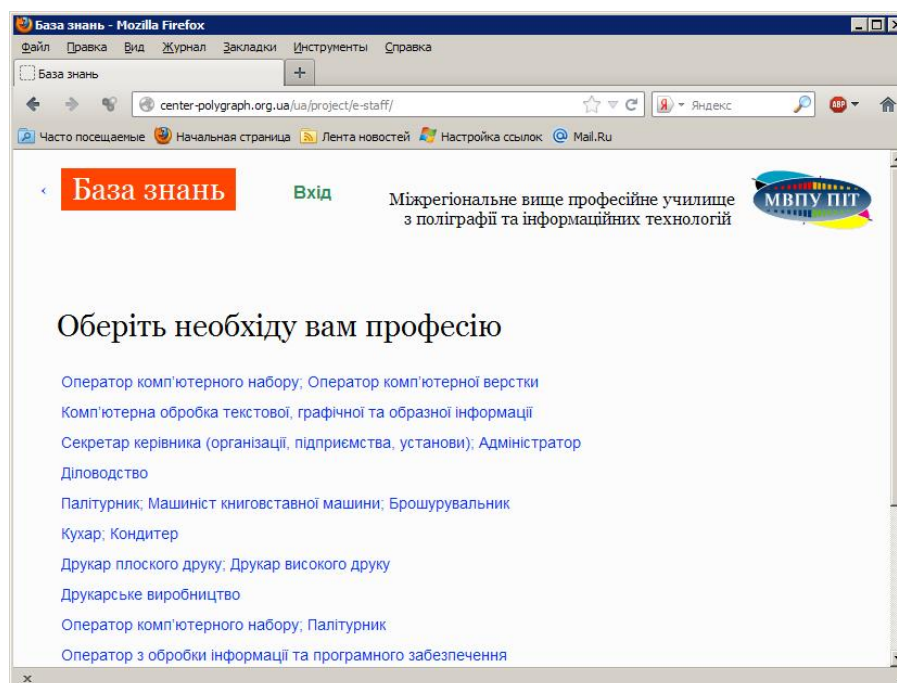 База знань - Mozilla Firefox
Файл Правка Вид Журнал Закладки Инструменты Справка
База знань
center-polygraph.org.ua/ua/project/e-staff/
Я Яндекс
ABP
Часто посещаемые Начальная страница Лента новостей Настройка ссылок Mail.Ru
‹ База знань Вхід
Міжрегіональне вище професійне училище
з поліграфії та інформаційних технологій
МВПУ ПІТ
Оберіть необхіду вам професію
Оператор комп'ютерного набору; Оператор комп'ютерної верстки
Комп'ютерна обробка текстової, графічної та образної інформації
Секретар керівника (організації, підприємства, установи); Адміністратор
Діловодство
Палітурник; Машиніст книговставної машини; Брошурувальник
Кухар; Кондитер
Друкар плоского друку; Друкар високого друку
Друкарське виробництво
Оператор комп'ютерного набору; Палітурник
Оператор з обробки інформації та програмного забезпечення